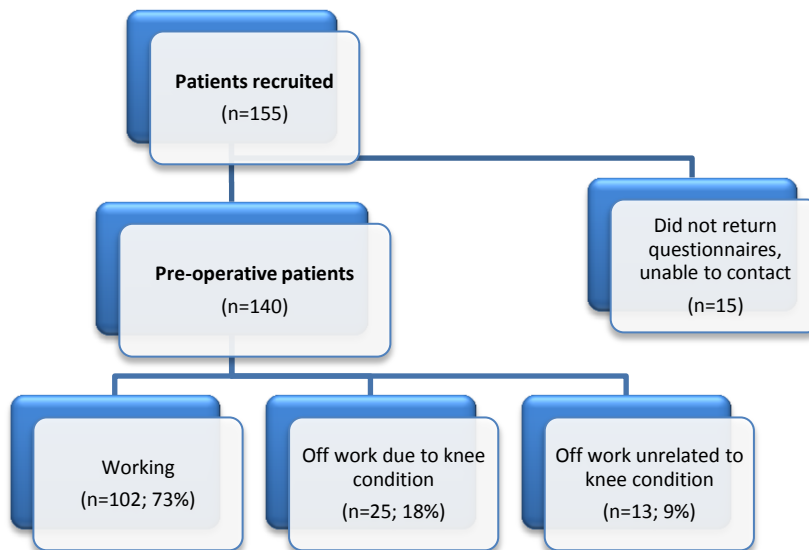 Patients recruited
(n=155)
Did not return
questionnaires,
unable to contact
(n=15)
Pre-operative patients
(n=140)
Working
(n=102; 73%)
Off work due to knee
condition
(n=25; 18%)
Off work unrelated to
knee condition
(n=13; 9%)